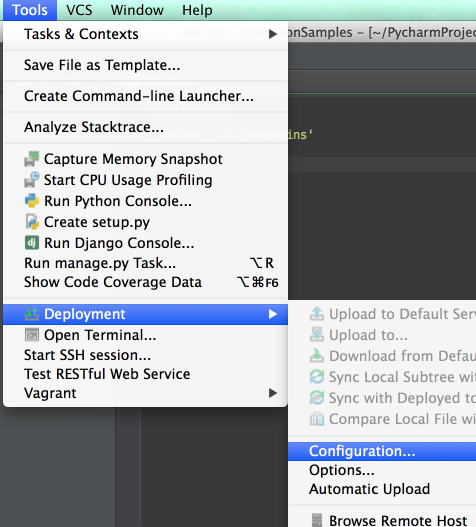 Tools VCS Window Help
Tasks & Contexts
onSamples - [~/PycharmProje
Save File as Template...
Create Command-line Launcher...
Analyze Stacktrace...
ins'
Capture Memory Snapshot
Start CPU Usage Profiling
Run Python Console...
Create setup.py
Run Django Console...
Run manage.py Task... ⌥R
Show Code Coverage Data ⌥⌘F6
Deployment
Open Terminal...
Start SSH session...
Test RESTful Web Service
Vagrant
Upload to Default Serv
Upload to...
Download from Defau
Sync Local Subtree wit
Sync with Deployed to
Compare Local File wi
Configuration...
Options...
Automatic Upload
Browse Remote Host